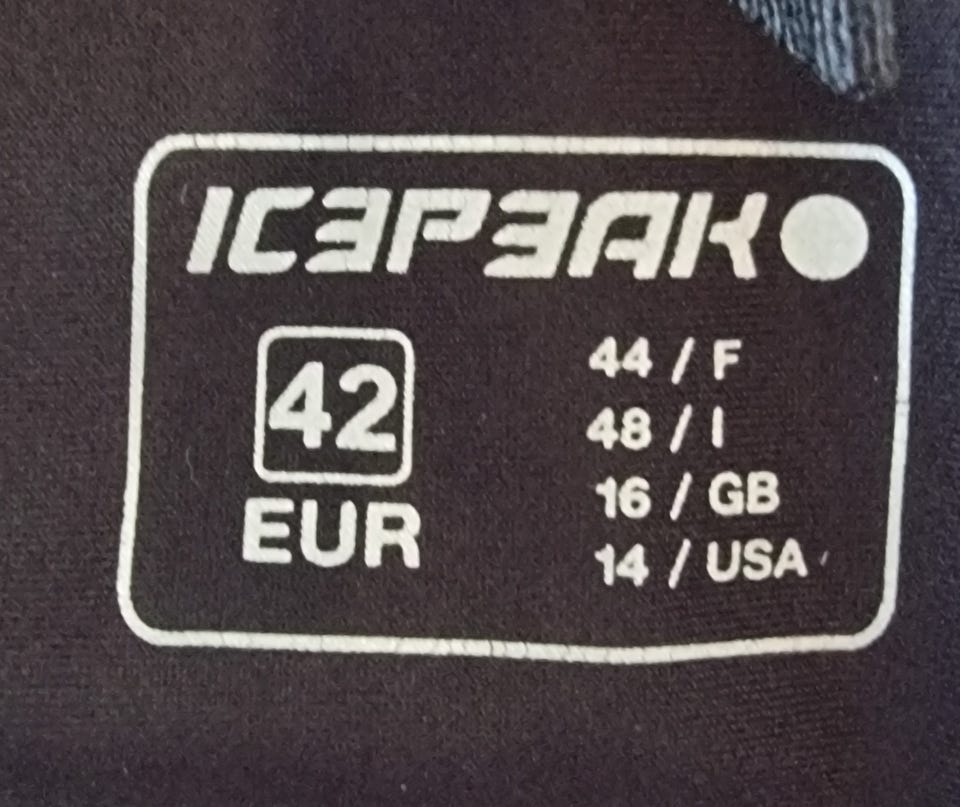 ICEPEAK
42
EUR
44 / F
48 / I
16 / GB
14 / USA